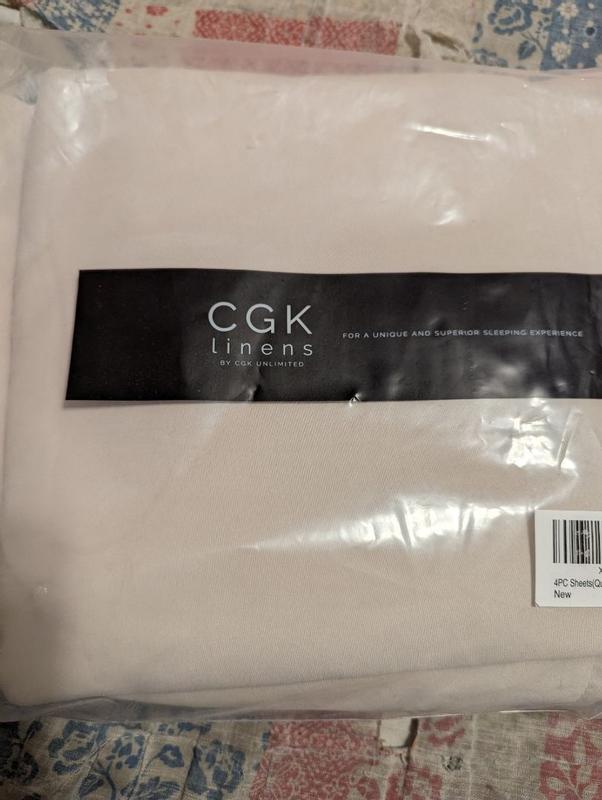 CGK
linens
BY CGK UNLIMITED
FOR A UNIQUE AND SUPERIOR SLEEPING EXPERIENCE
X
4PC Sheets(Qu
New